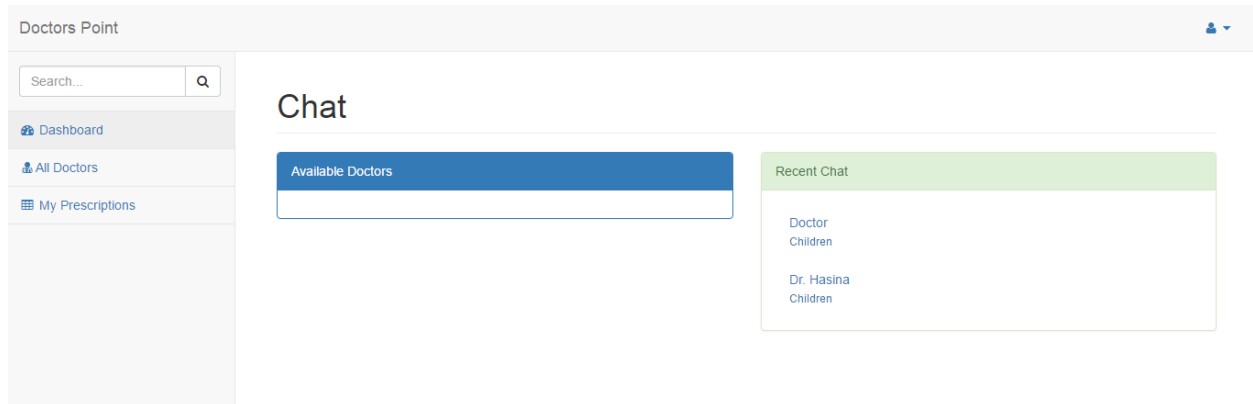 Doctors Point
Search...
Dashboard
All Doctors
My Prescriptions
Chat
Available Doctors
Recent Chat
Doctor
Children
Dr. Hasina
Children